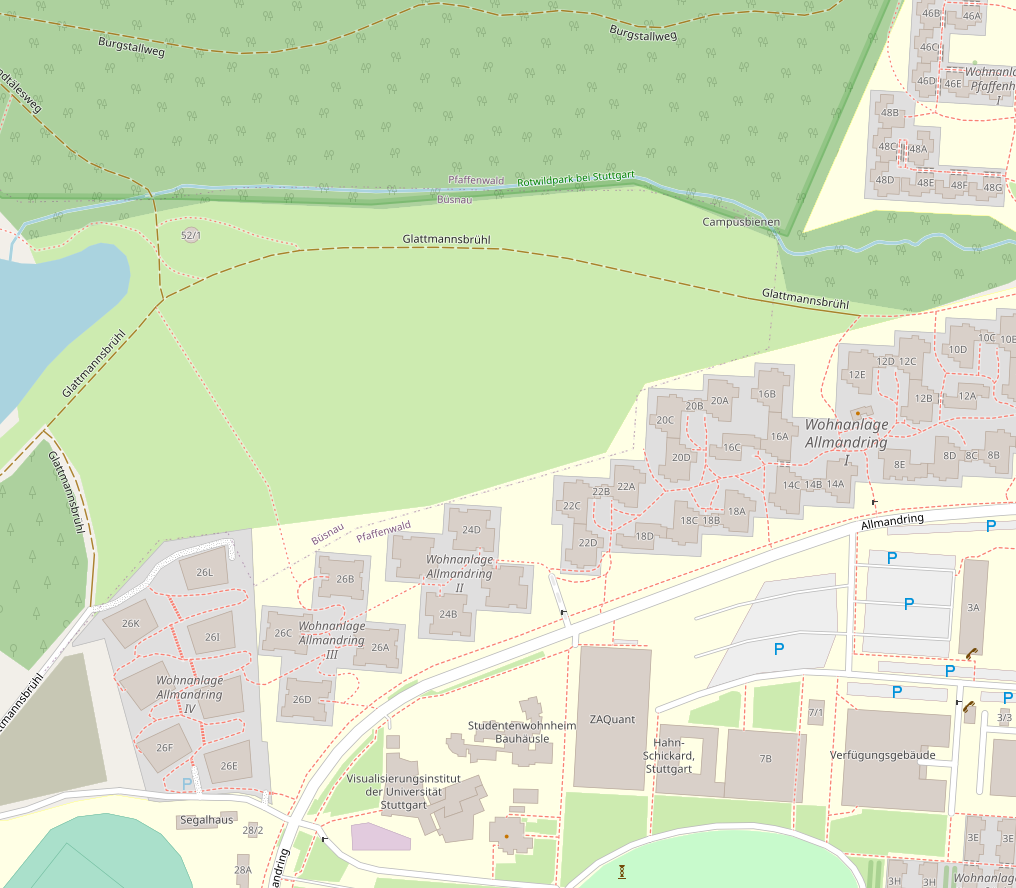 46B
46A
Burgstallweg
Burgstallweg
46C
Wohnanla
Pfaffenh
I
46D
46E
48B
48C
48A
Pfaffenwald
Rotwildpark bei Stuttgart
Büsnau
48D
48E
48F
48G
Campusbienen
52/1
Glattmannsbrühl
Glattmannsbrühl
Glattmannsbrühl
10C
10D
12D
12C
12E
12B
12A
16B
20A
20B
20C
Wohnanlage
Allmandring
I
16A
16C
20D
8D
8C
8B
8E
Glattmannsbrühl
22A
22B
22C
14C
14B
14A
18A
18C
18B
18D
Allmandring
P
Büsnau
Pfaffenwald
24D
22D
P
Wohnanlage
Allmandring
II
26L
26B
P
3A
24B
26K
26I
26C
Wohnanlage
Allmandring
III
26A
P
P
Wohnanlage
Allmandring
IV
26D
P
P
ZAQuant
7/1
3/3
Studentenwohnheim
Bauhäusle
26F
26E
Hahn-
Schickard,
Stuttgart
7B
Verfügungsgebäude
Visualisierungsinstitut
der Universität
Stuttgart
P
Segalhaus
28/2
28A
andring
3E
3E
3H
3H
Wohnanlage